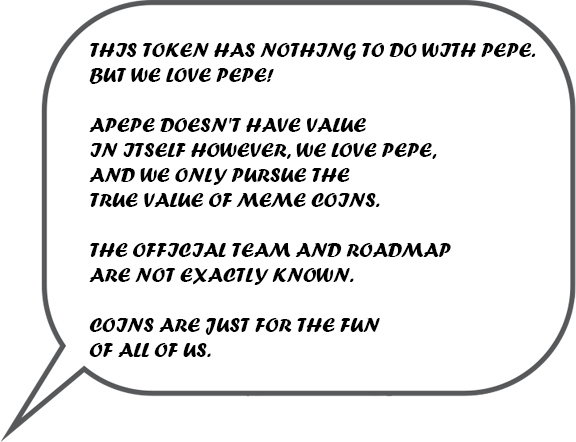 THIS TOKEN HAS NOTHING TO DO WITH PEPE.
BUT WE LOVE PEPE!
APEPE DOESN'T HAVE VALUE
IN ITSELF HOWEVER, WE LOVE PEPE,
AND WE ONLY PURSUE THE
TRUE VALUE OF MEME COINS.
THE OFFICIAL TEAM AND ROADMAP
ARE NOT EXACTLY KNOWN.
COINS ARE JUST FOR THE FUN
OF ALL OF US.